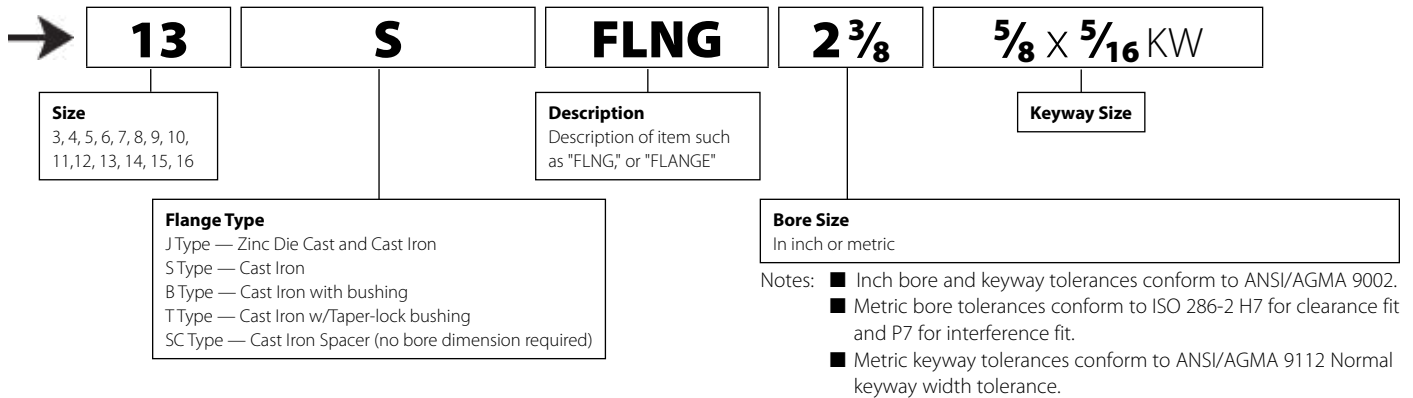 13 S FLNG 2 3/8 5/8 x 5/16 KW
Size
3, 4, 5, 6, 7, 8, 9, 10,
11,12, 13, 14, 15, 16
Description
Description of item such
as "FLNG," or "FLANGE"
Keyway Size
Flange Type
J Type — Zinc Die Cast and Cast Iron
S Type — Cast Iron
B Type — Cast Iron with bushing
T Type — Cast Iron w/Taper-lock bushing
SC Type — Cast Iron Spacer (no bore dimension required)
Bore Size
In inch or metric
Notes: ■ Inch bore and keyway tolerances conform to ANSI/AGMA 9002.
■ Metric bore tolerances conform to ISO 286-2 H7 for clearance fit
and P7 for interference fit.
■ Metric keyway tolerances conform to ANSI/AGMA 9112 Normal
keyway width tolerance.